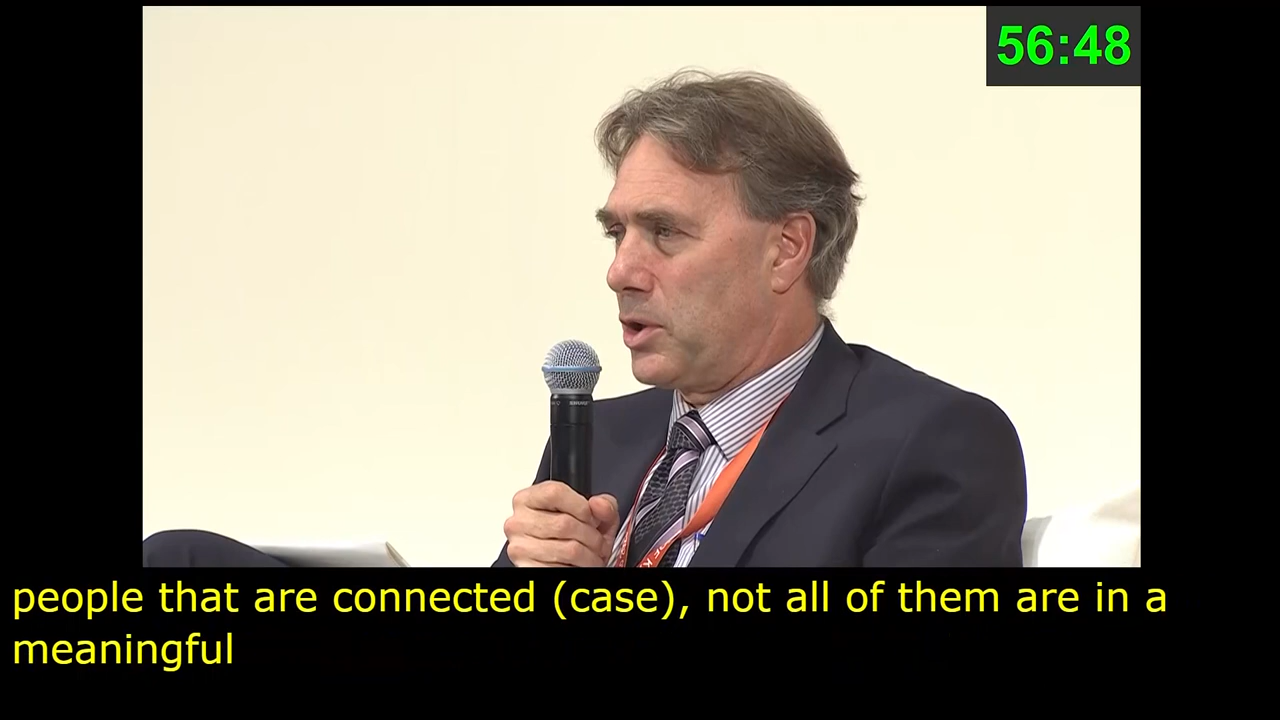 56:48
people that are connected (case), not all of them are in a
meaningful